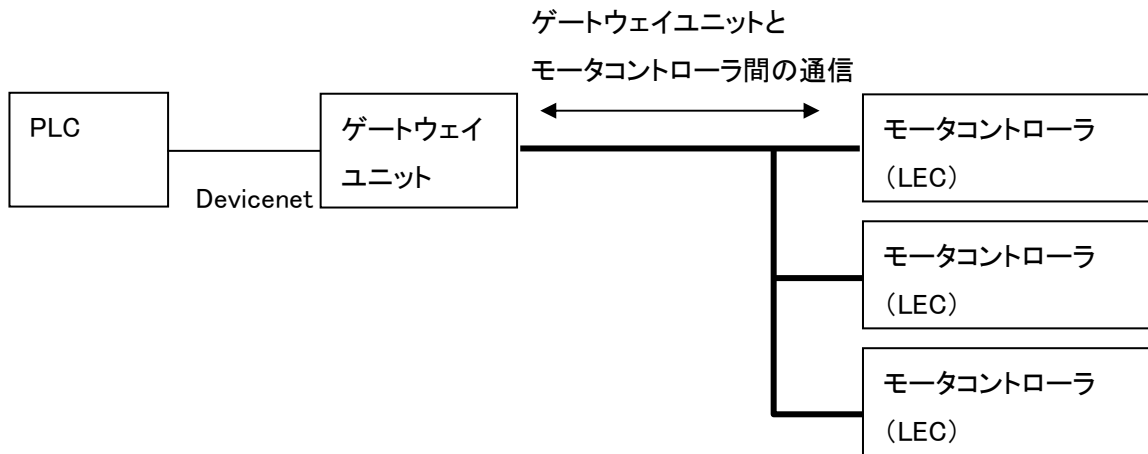 ゲートウェイユニットと
モータコントローラ間の通信
PLC
Devicenet
ゲートウェイ
ユニット
モータコントローラ
（LEC）
モータコントローラ
（LEC）
モータコントローラ
（LEC）